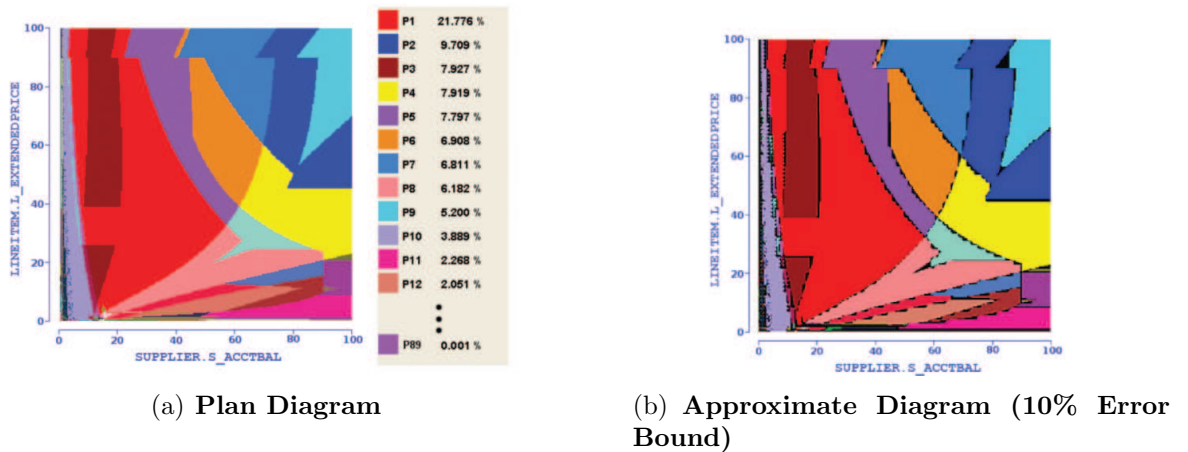 100
80
60
40
20
0
LINEITEM.L_EXTENDEDPRICE
0 20 40 60 80 100
SUPPLIER.S_ACCTBAL
P1 21.776 %
P2 9.709 %
P3 7.927 %
P4 7.919 %
P5 7.797 %
P6 6.908 %
P7 6.811 %
P8 6.182 %
P9 5.200 %
P10 3.889 %
P11 2.268 %
P12 2.051 %
P89 0.001 %
(a) Plan Diagram
100
80
60
40
20
0
LINEITEM.L_EXTENDEDPRICE
0 20 40 60 80 100
SUPPLIER.S_ACCTBAL
(b) Approximate Diagram (10% Error
Bound)